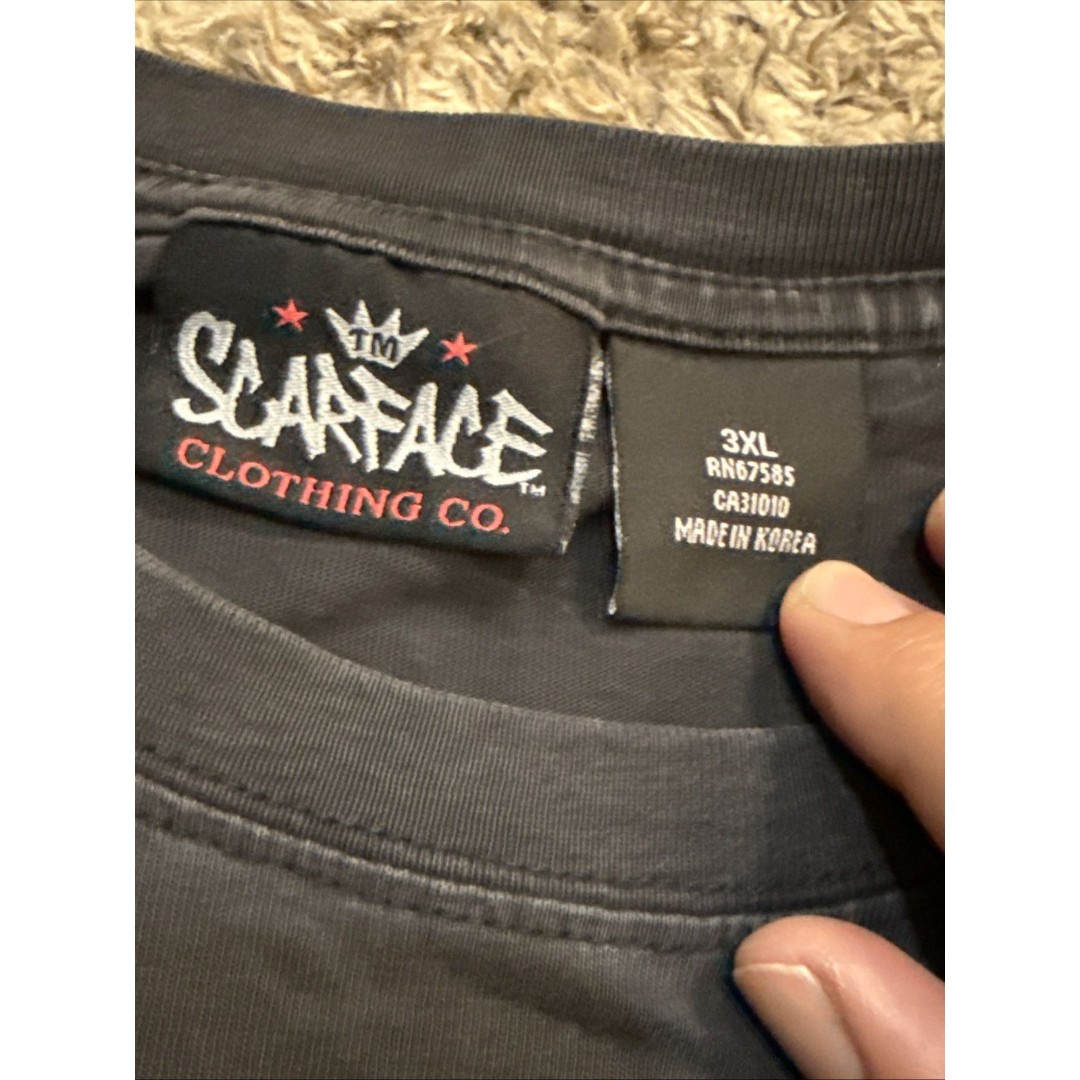 TM
SCARFACE
TM
CLOTHING CO.
3XL
RN67585
CA31010
MADE IN KOREA